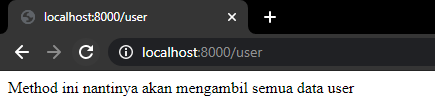 localhost:8000/user
localhost:8000/user
Method ini nantinya akan mengambil semua data user